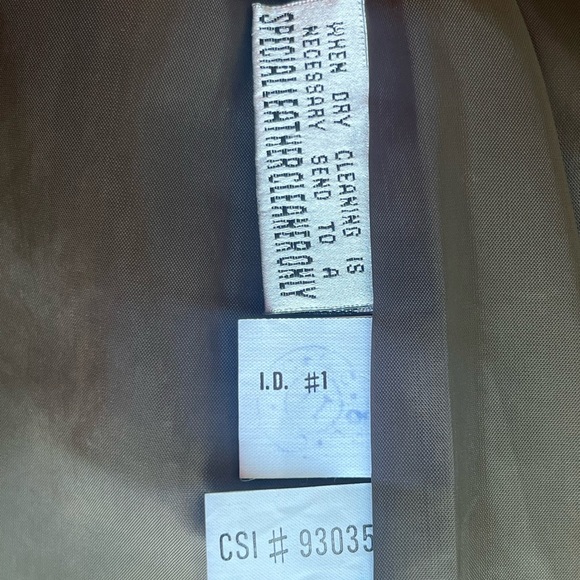 WHEN DRY CLEANING IS
NECESSARY SEND TO A
SPECIALLEATHERCLEANERONLY
I.D. #1
CSI # 93035